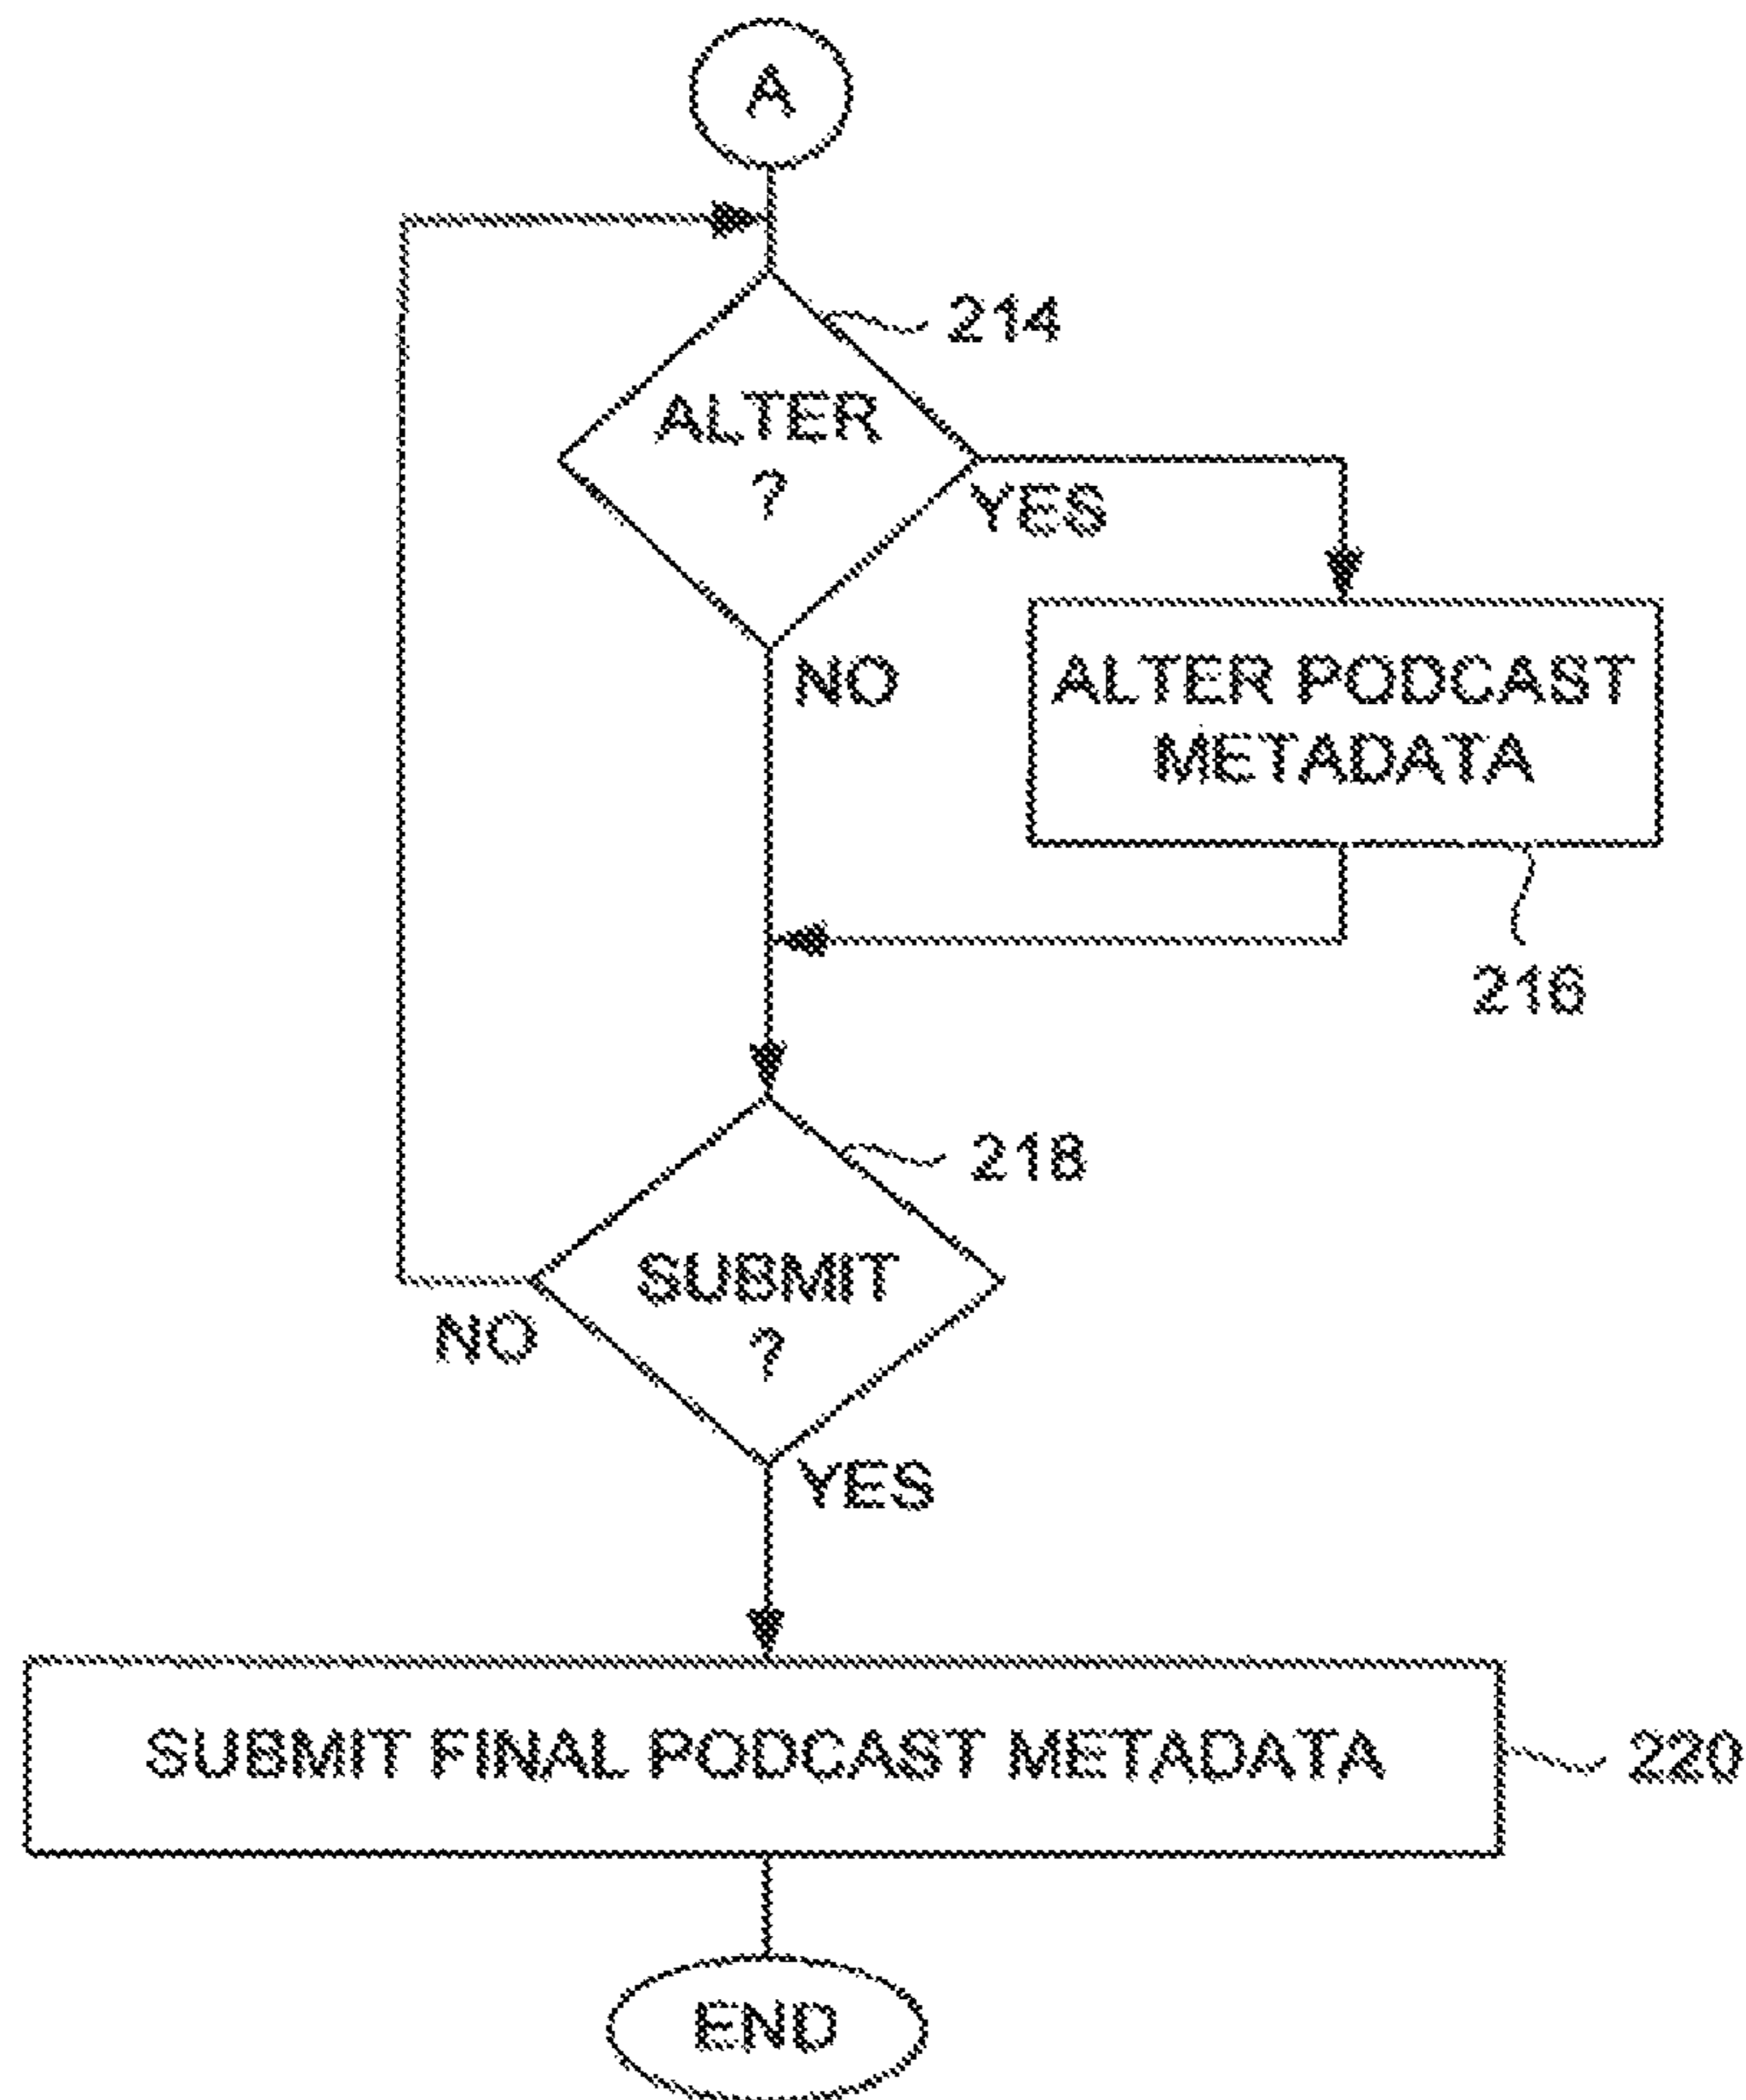 A
214
ALTER
?
YES
NO
ALTER PODCAST
METADATA
216
218
SUBMIT
?
NO
YES
SUBMIT FINAL PODCAST METADATA
220
END